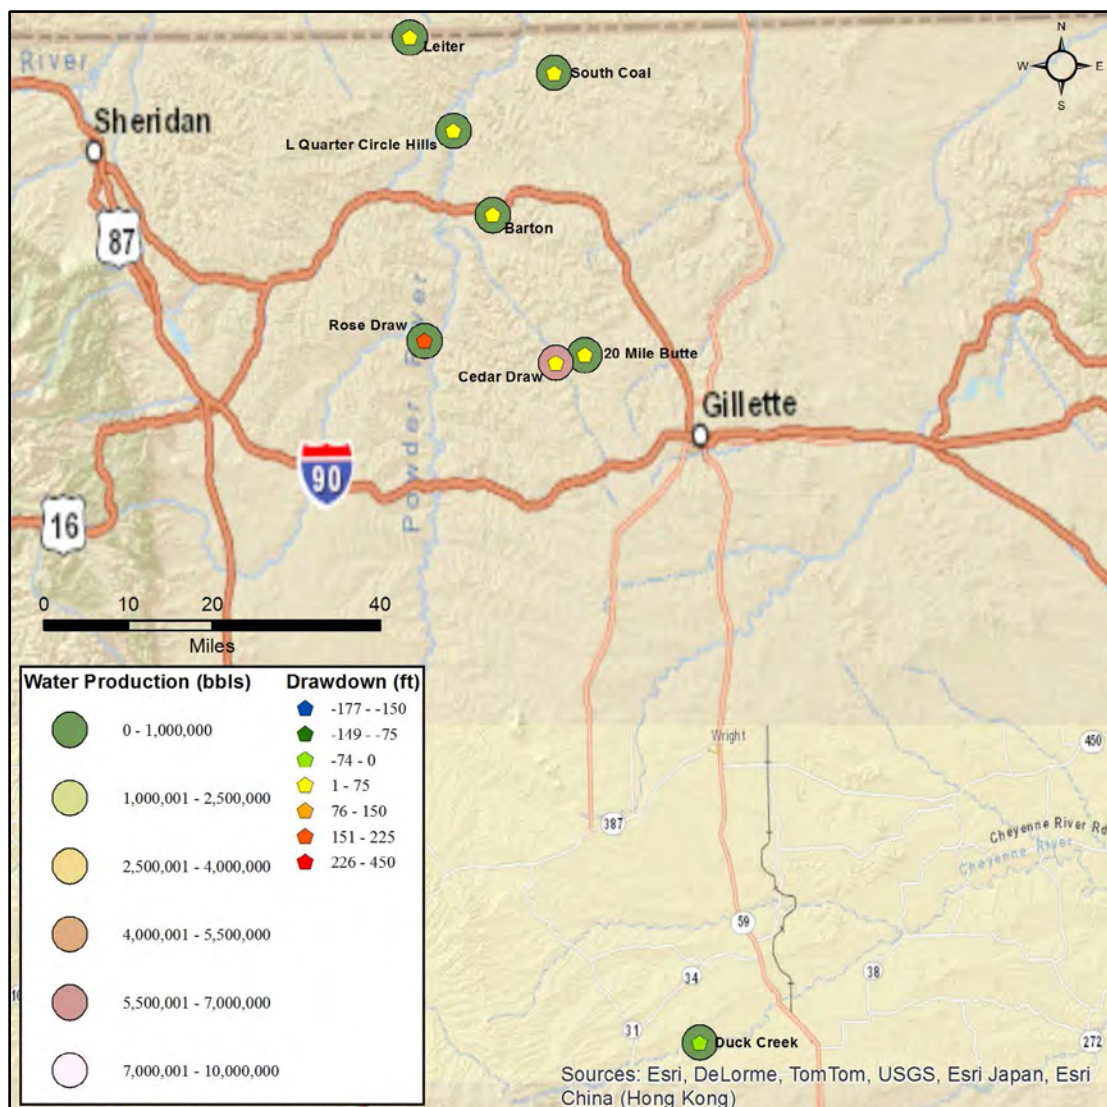 N
W E
S
Leiter
South Coal
River
Sheridan
L Quarter Circle Hills
87
Barton
Rose Draw
20 Mile Butte
Cedar Draw
Powder River
Gillette
90
16
0 10 20 40
Miles
Water Production (bbls)
0 - 1,000,000
1,000,001 - 2,500,000
2,500,001 - 4,000,000
4,000,001 - 5,500,000
5,500,001 - 7,000,000
7,000,001 - 10,000,000
Drawdown (ft)
-177 - -150
-149 - -75
-74 - 0
1 - 75
76 - 150
151 - 225
226 - 450
Wright
450
387
Cheyenne River Rd
Cheyenne River
59
34
38
31
272
Duck Creek
Sources: Esri, DeLorme, TomTom, USGS, Esri Japan, Esri
China (Hong Kong)